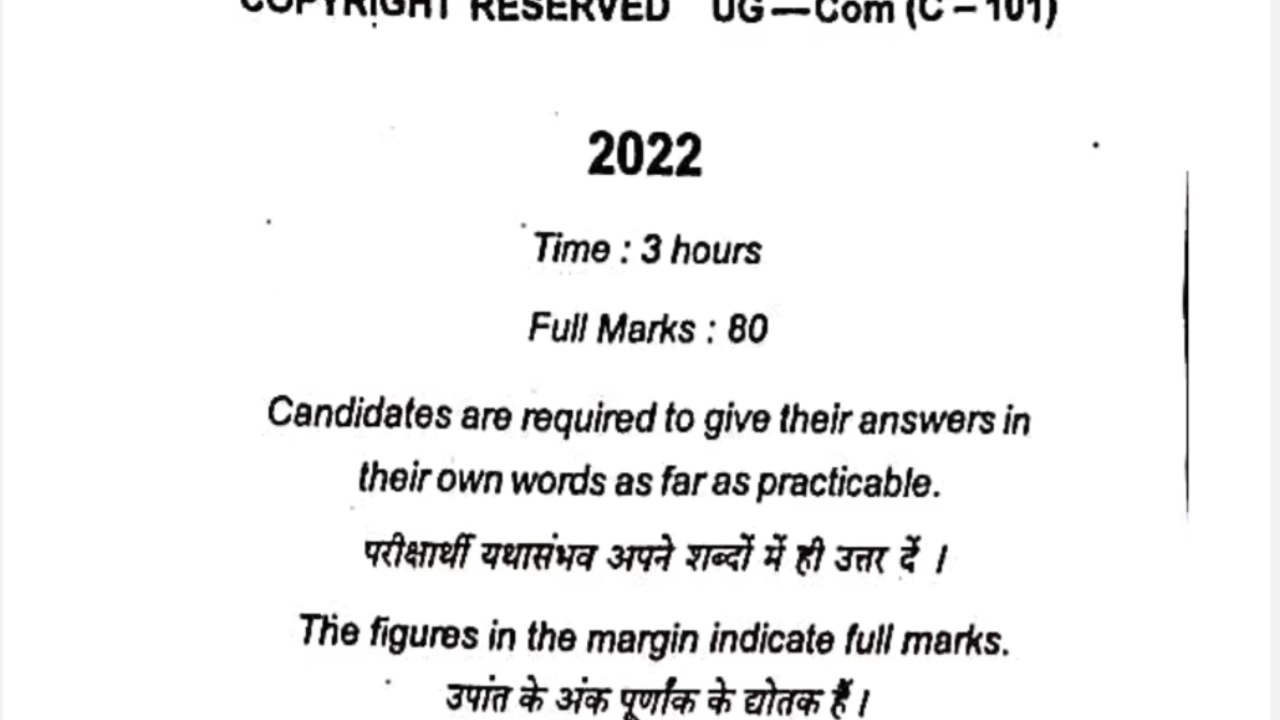 COPYRIGHT RESERVED UG—Com (C – 101)
2022
Time : 3 hours
Full Marks : 80
Candidates are required to give their answers in
their own words as far as practicable.
परीक्षार्थी यथासंभव अपने शब्दों में ही उत्तर दें ।
The figures in the margin indicate full marks.
उपांत के अंक पूर्णांक के द्योतक हैं ।